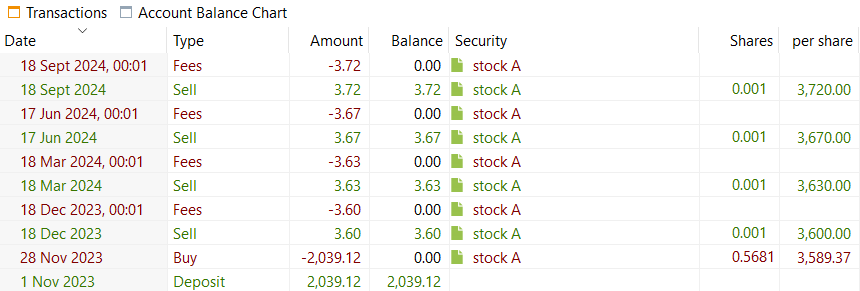 Transactions Account Balance Chart
Date Type Amount Balance Security Shares per share
18 Sept 2024, 00:01 Fees -3.72 0.00 stock A
18 Sept 2024 Sell 3.72 3.72 stock A 0.001 3,720.00
17 Jun 2024, 00:01 Fees -3.67 0.00 stock A
17 Jun 2024 Sell 3.67 3.67 stock A 0.001 3,670.00
18 Mar 2024, 00:01 Fees -3.63 0.00 stock A
18 Mar 2024 Sell 3.63 3.63 stock A 0.001 3,630.00
18 Dec 2023, 00:01 Fees -3.60 0.00 stock A
18 Dec 2023 Sell 3.60 3.60 stock A 0.001 3,600.00
28 Nov 2023 Buy -2,039.12 0.00 stock A 0.5681 3,589.37
1 Nov 2023 Deposit 2,039.12 2,039.12